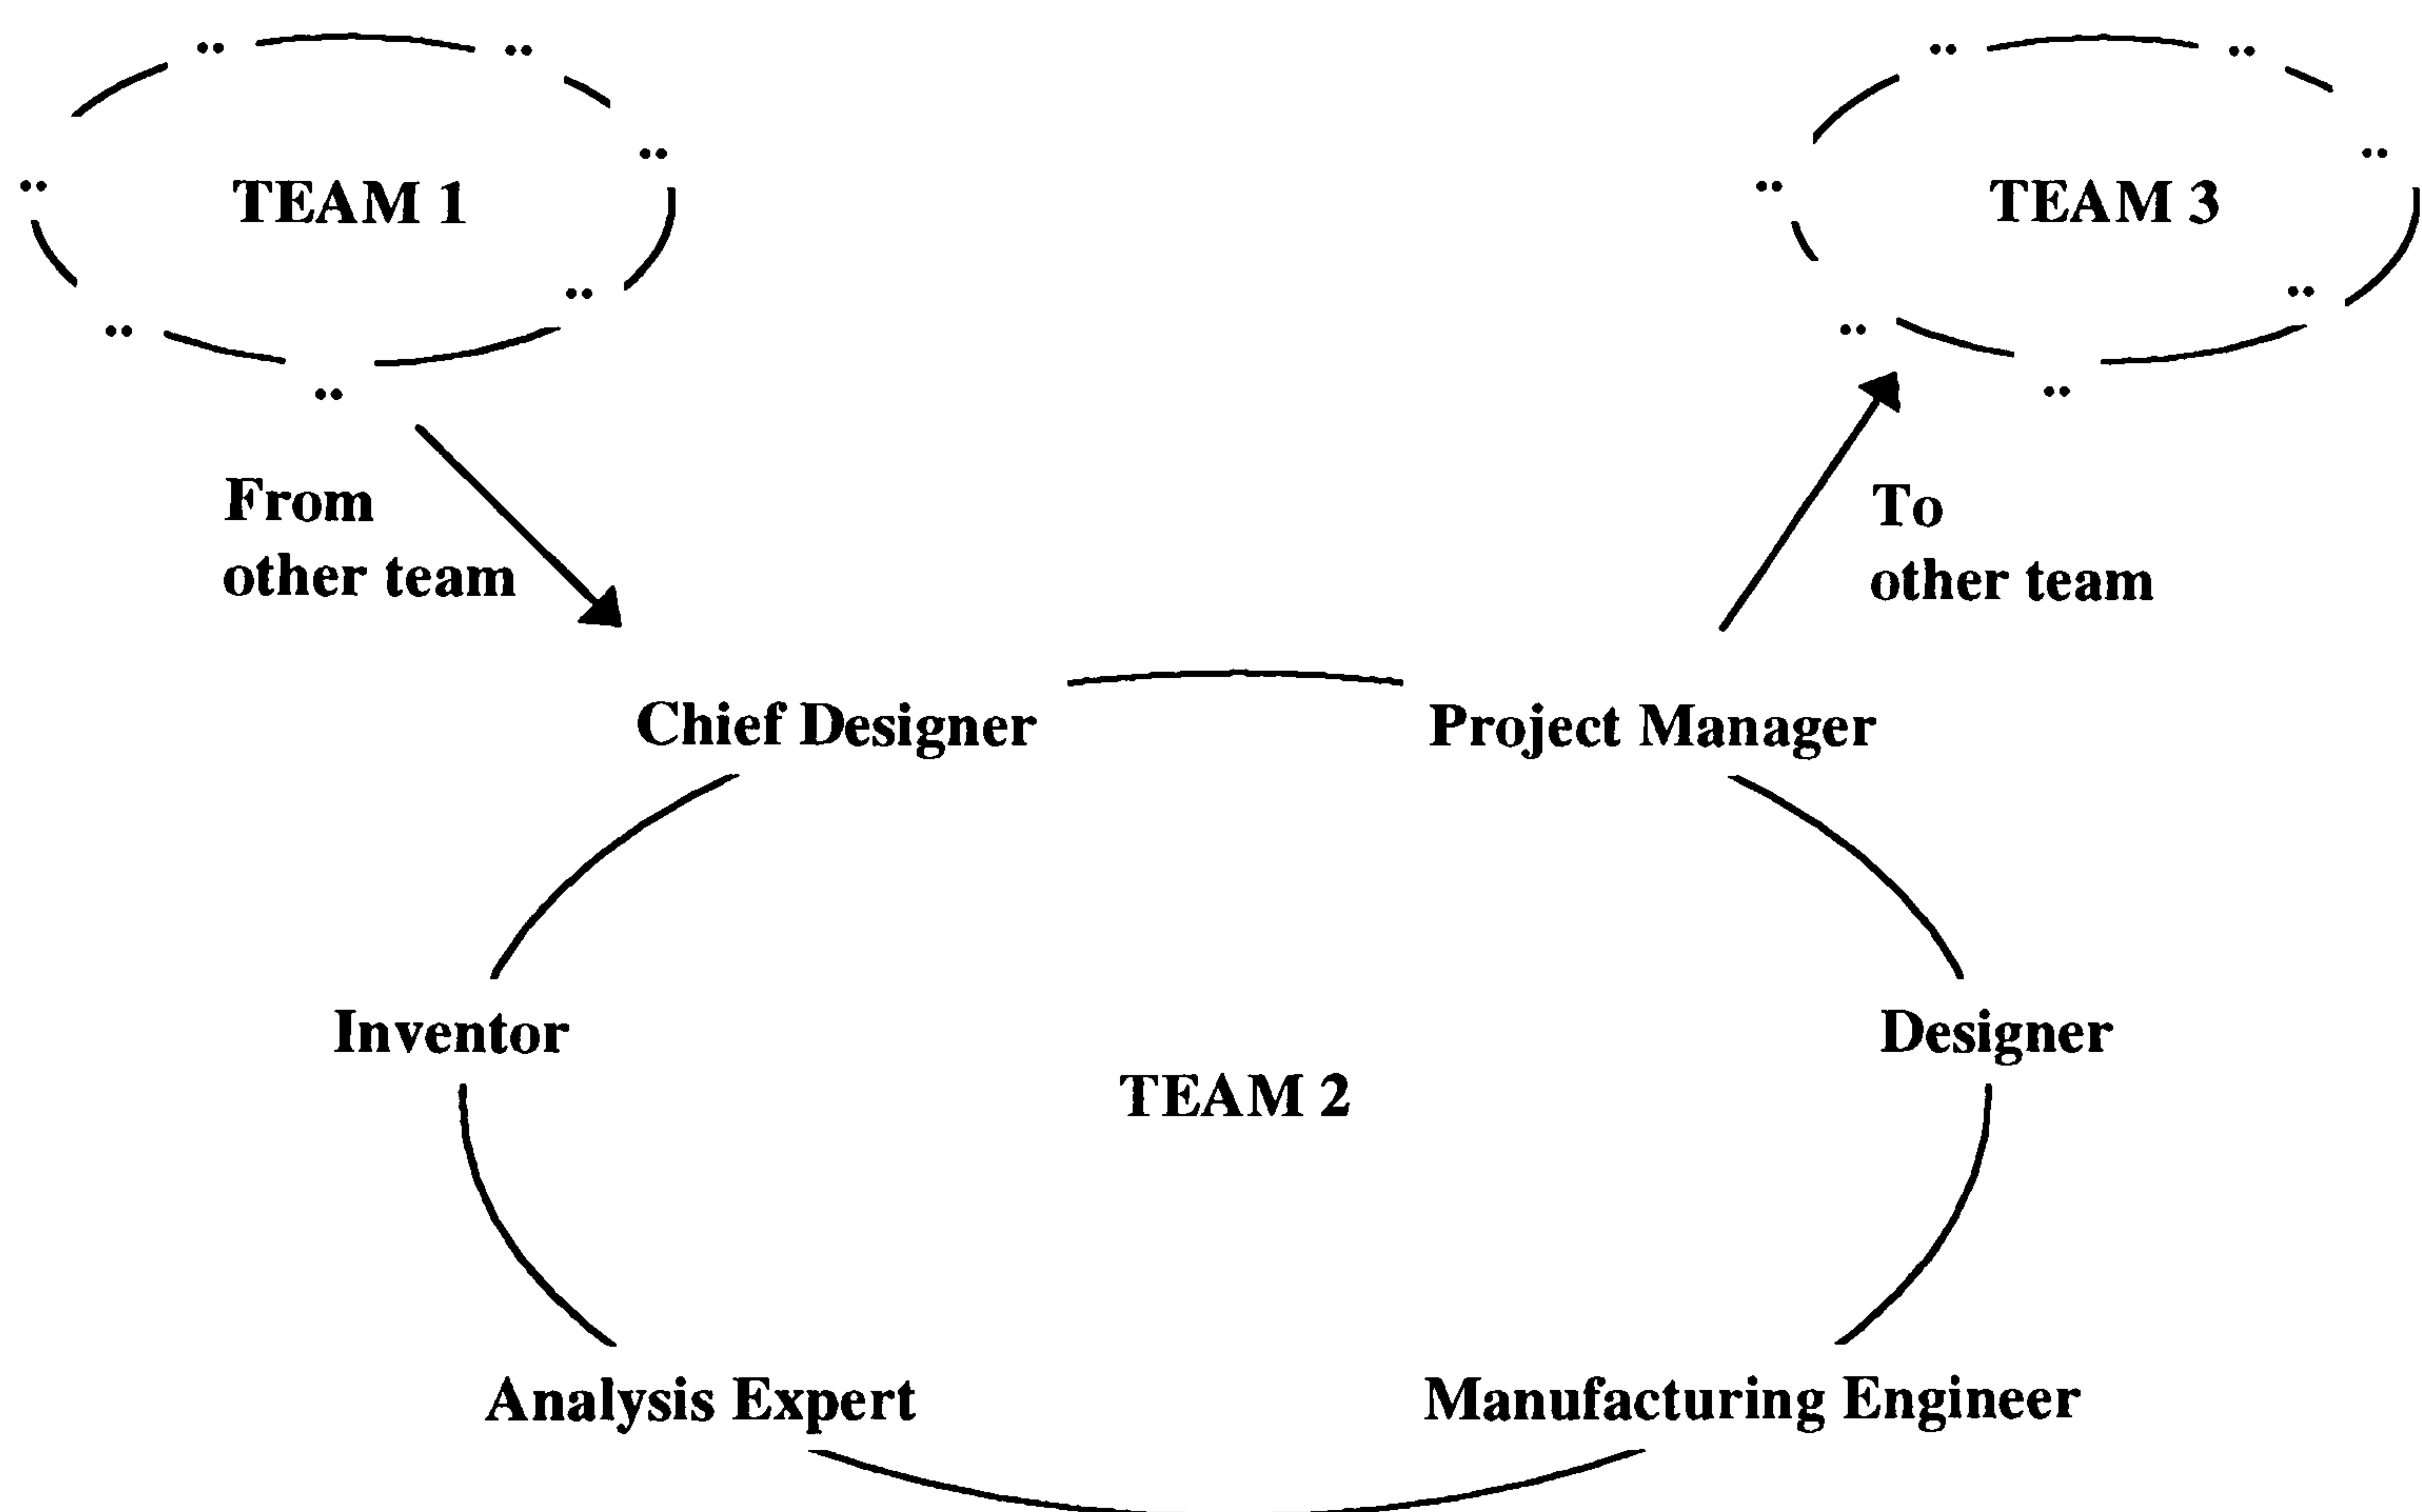 TEAM 1
TEAM 3
From
other team
To
other team
Chief Designer
Project Manager
Inventor
Designer
TEAM 2
Analysis Expert
Manufacturing Engineer